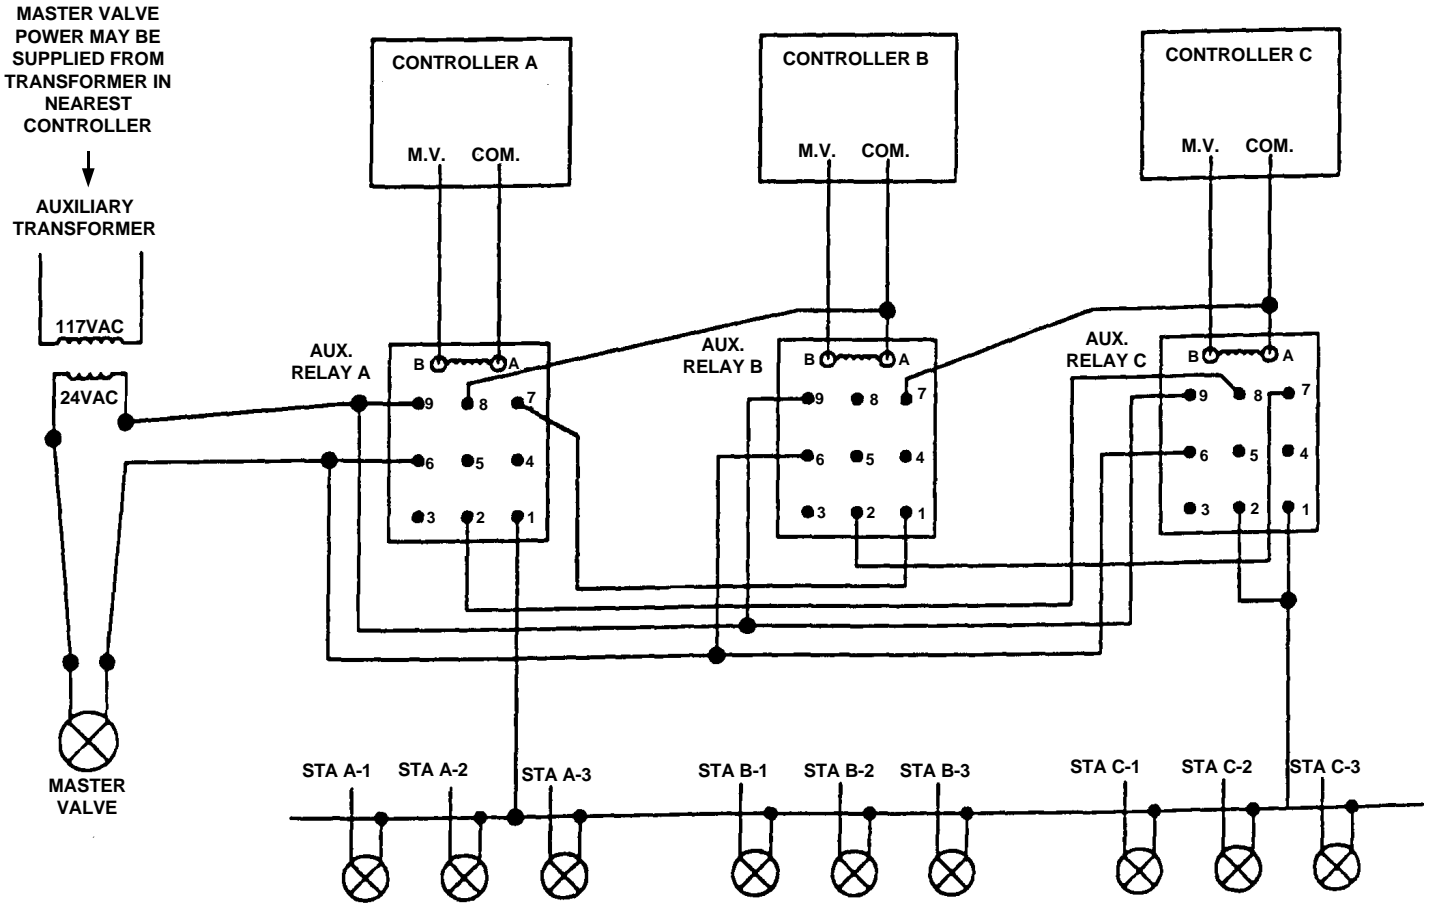 MASTER VALVE
POWER MAY BE
SUPPLIED FROM
TRANSFORMER IN
NEAREST
CONTROLLER
AUXILIARY
TRANSFORMER
117VAC
24VAC
MASTER
VALVE
CONTROLLER A
M.V. COM.
CONTROLLER B
M.V. COM.
CONTROLLER C
M.V. COM.
AUX.
RELAY A
B A
9 8 7
6 5 4
3 2 1
AUX.
RELAY B
B A
9 8 7
6 5 4
3 2 1
AUX.
RELAY C
B A
9 8 7
6 5 4
3 2 1
STA A-1 STA A-2 STA A-3 STA B-1 STA B-2 STA B-3 STA C-1 STA C-2 STA C-3